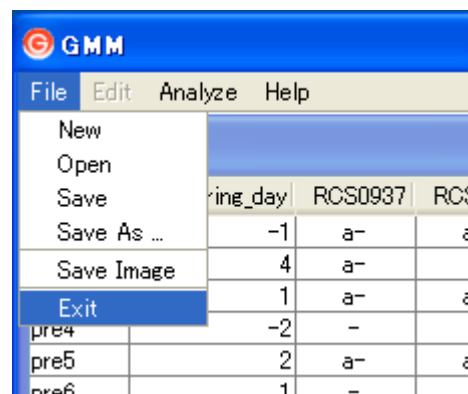 GMM
File Edit Analyze Help
New
Open
Save
Save As ...
Save Image
Exit
ring_day RCS0937 RCS
-1 a-
4 a-
1 a-
pre4 -2 -
pre5 2 a-
pre6 1 -